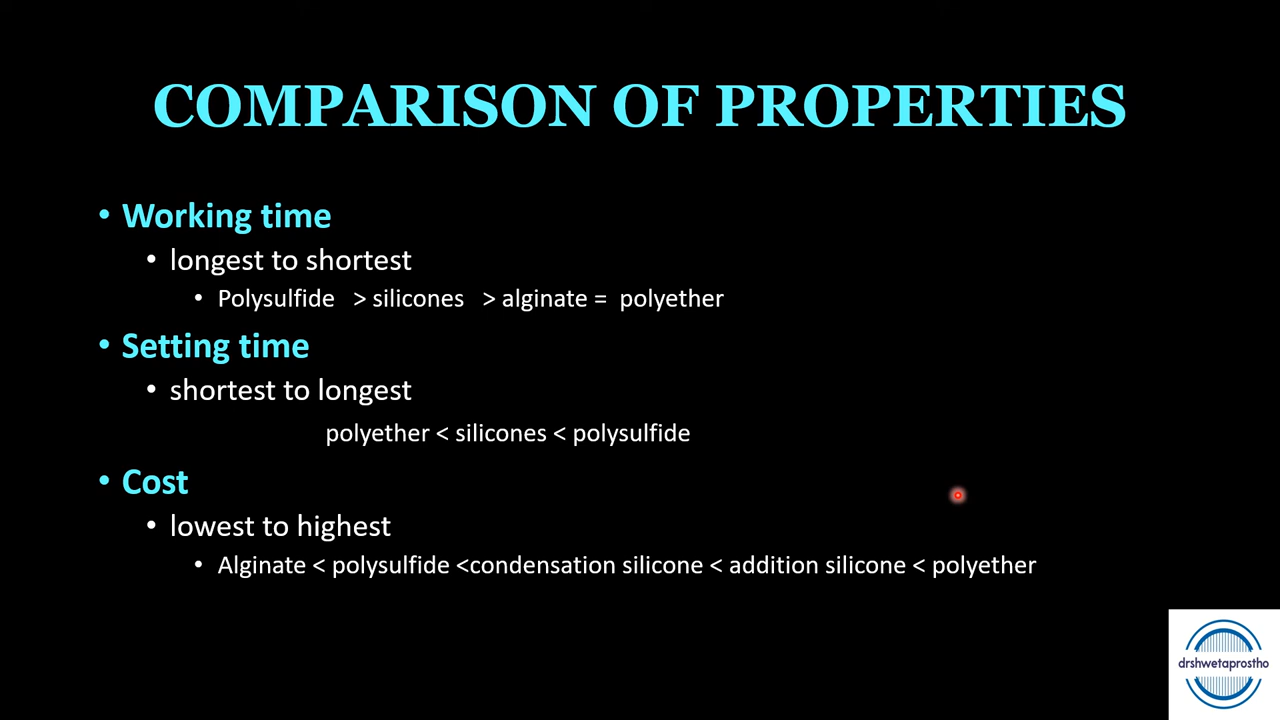 COMPARISON OF PROPERTIES
• Working time
• longest to shortest
• Polysulfide > silicones > alginate = polyether
• Setting time
• shortest to longest
polyether < silicones < polysulfide
• Cost
• lowest to highest
• Alginate < polysulfide <condensation silicone < addition silicone < polyether
drshwetaprostho